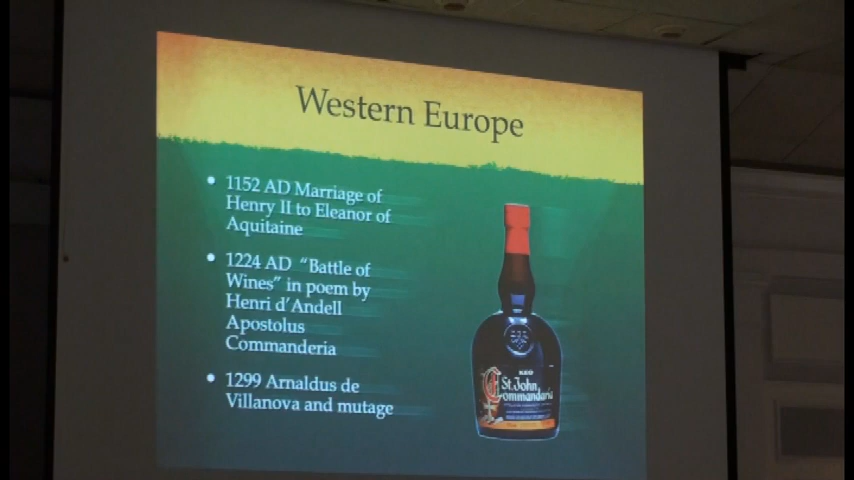 Western Europe
• 1152 AD Marriage of
Henry II to Eleanor of
Aquitaine
• 1224 AD “Battle of
Wines” in poem by
Henri d’Andell
Apostolus
Commanderia
• 1299 Arnaldus de
Villanova and mutage
KEO
St. John
Commandaria